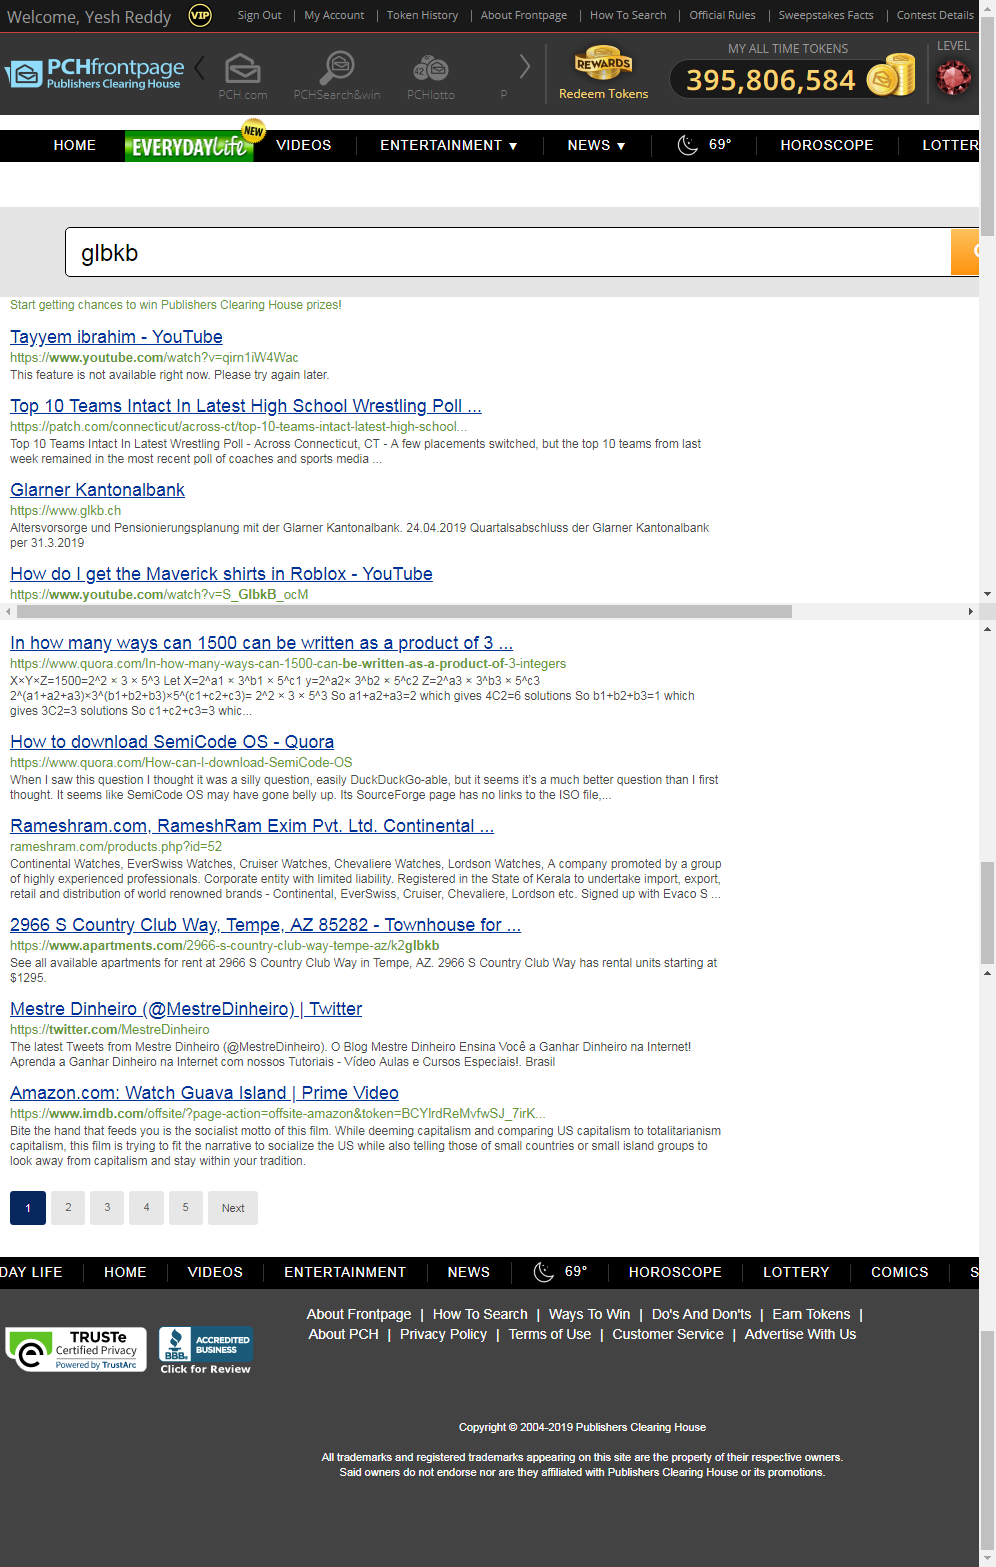 Welcome, Yesh Reddy VIP Sign Out | My Account | Token History | About Frontpage | How To Search | Official Rules | Sweepstakes Facts | Contest Details
PCHfrontpage
Publishers Clearing House
PCH.com PCHSearch&win 42 PCHlotto P
REWARDS
Redeem Tokens
MY ALL TIME TOKENS
395,806,584
LEVEL
HOME EVERYDAY Life NEW VIDEOS ENTERTAINMENT ▼ NEWS ▼ 69° HOROSCOPE LOTTER
glbkb
Start getting chances to win Publishers Clearing House prizes!
Tayyem ibrahim - YouTube
https://www.youtube.com/watch?v=qirn1iW4Wac
This feature is not available right now. Please try again later.
Top 10 Teams Intact In Latest High School Wrestling Poll ...
https://patch.com/connecticut/across-ct/top-10-teams-intact-latest-high-school...
Top 10 Teams Intact In Latest Wrestling Poll - Across Connecticut, CT - A few placements switched, but the top 10 teams from last
week remained in the most recent poll of coaches and sports media ...
Glarner Kantonalbank
https://www.glkb.ch
Altersvorsorge und Pensionierungsplanung mit der Glarner Kantonalbank. 24.04.2019 Quartalsabschluss der Glarner Kantonalbank
per 31.3.2019
How do I get the Maverick shirts in Roblox - YouTube
https://www.youtube.com/watch?v=S_GlbkB_ocM
In how many ways can 1500 can be written as a product of 3 ...
https://www.quora.com/In-how-many-ways-can-1500-can-be-written-as-a-product-of-3-integers
X×Y×Z=1500=2^2 × 3 × 5^3 Let X=2^a1 × 3^b1 × 5^c1 y=2^a2× 3^b2 × 5^c2 Z=2^a3 × 3^b3 × 5^c3
2^(a1+a2+a3)×3^(b1+b2+b3)×5^(c1+c2+c3)= 2^2 × 3 × 5^3 So a1+a2+a3=2 which gives 4C2=6 solutions So b1+b2+b3=1 which
gives 3C2=3 solutions So c1+c2+c3=3 whic...
How to download SemiCode OS - Quora
https://www.quora.com/How-can-I-download-SemiCode-OS
When I saw this question I thought it was a silly question, easily DuckDuckGo-able, but it seems it's a much better question than I first
thought. It seems like SemiCode OS may have gone belly up. Its SourceForge page has no links to the ISO file,...
Rameshram.com, RameshRam Exim Pvt. Ltd. Continental ...
rameshram.com/products.php?id=52
Continental Watches, EverSwiss Watches, Cruiser Watches, Chevaliere Watches, Lordson Watches, A company promoted by a group
of highly experienced professionals. Corporate entity with limited liability. Registered in the State of Kerala to undertake import, export,
retail and distribution of world renowned brands - Continental, EverSwiss, Cruiser, Chevaliere, Lordson etc. Signed up with Evaco S ...
2966 S Country Club Way, Tempe, AZ 85282 - Townhouse for ...
https://www.apartments.com/2966-s-country-club-way-tempe-az/k2glbkb
See all available apartments for rent at 2966 S Country Club Way in Tempe, AZ. 2966 S Country Club Way has rental units starting at
$1295.
Mestre Dinheiro (@MestreDinheiro) | Twitter
https://twitter.com/MestreDinheiro
The latest Tweets from Mestre Dinheiro (@MestreDinheiro). O Blog Mestre Dinheiro Ensina Você a Ganhar Dinheiro na Internet!
Aprenda a Ganhar Dinheiro na Internet com nossos Tutoriais - Vídeo Aulas e Cursos Especiais!. Brasil
Amazon.com: Watch Guava Island | Prime Video
https://www.imdb.com/offsite/?page-action=offsite-amazon&token=BCYIrdReMvfwSJ_7irK...
Bite the hand that feeds you is the socialist motto of this film. While deeming capitalism and comparing US capitalism to totalitarianism
capitalism, this film is trying to fit the narrative to socialize the US while also telling those of small countries or small island groups to
look away from capitalism and stay within your tradition.
1 2 3 4 5 Next
DAY LIFE HOME VIDEOS ENTERTAINMENT NEWS 69° HOROSCOPE LOTTERY COMICS S
About Frontpage | How To Search | Ways To Win | Do's And Don'ts | Earn Tokens |
About PCH | Privacy Policy | Terms of Use | Customer Service | Advertise With Us
TRUSTe
Certified Privacy
Powered by TrustArc
BBB. ACCREDITED BUSINESS
Click for Review
Copyright © 2004-2019 Publishers Clearing House
All trademarks and registered trademarks appearing on this site are the property of their respective owners.
Said owners do not endorse nor are they affiliated with Publishers Clearing House or its promotions.